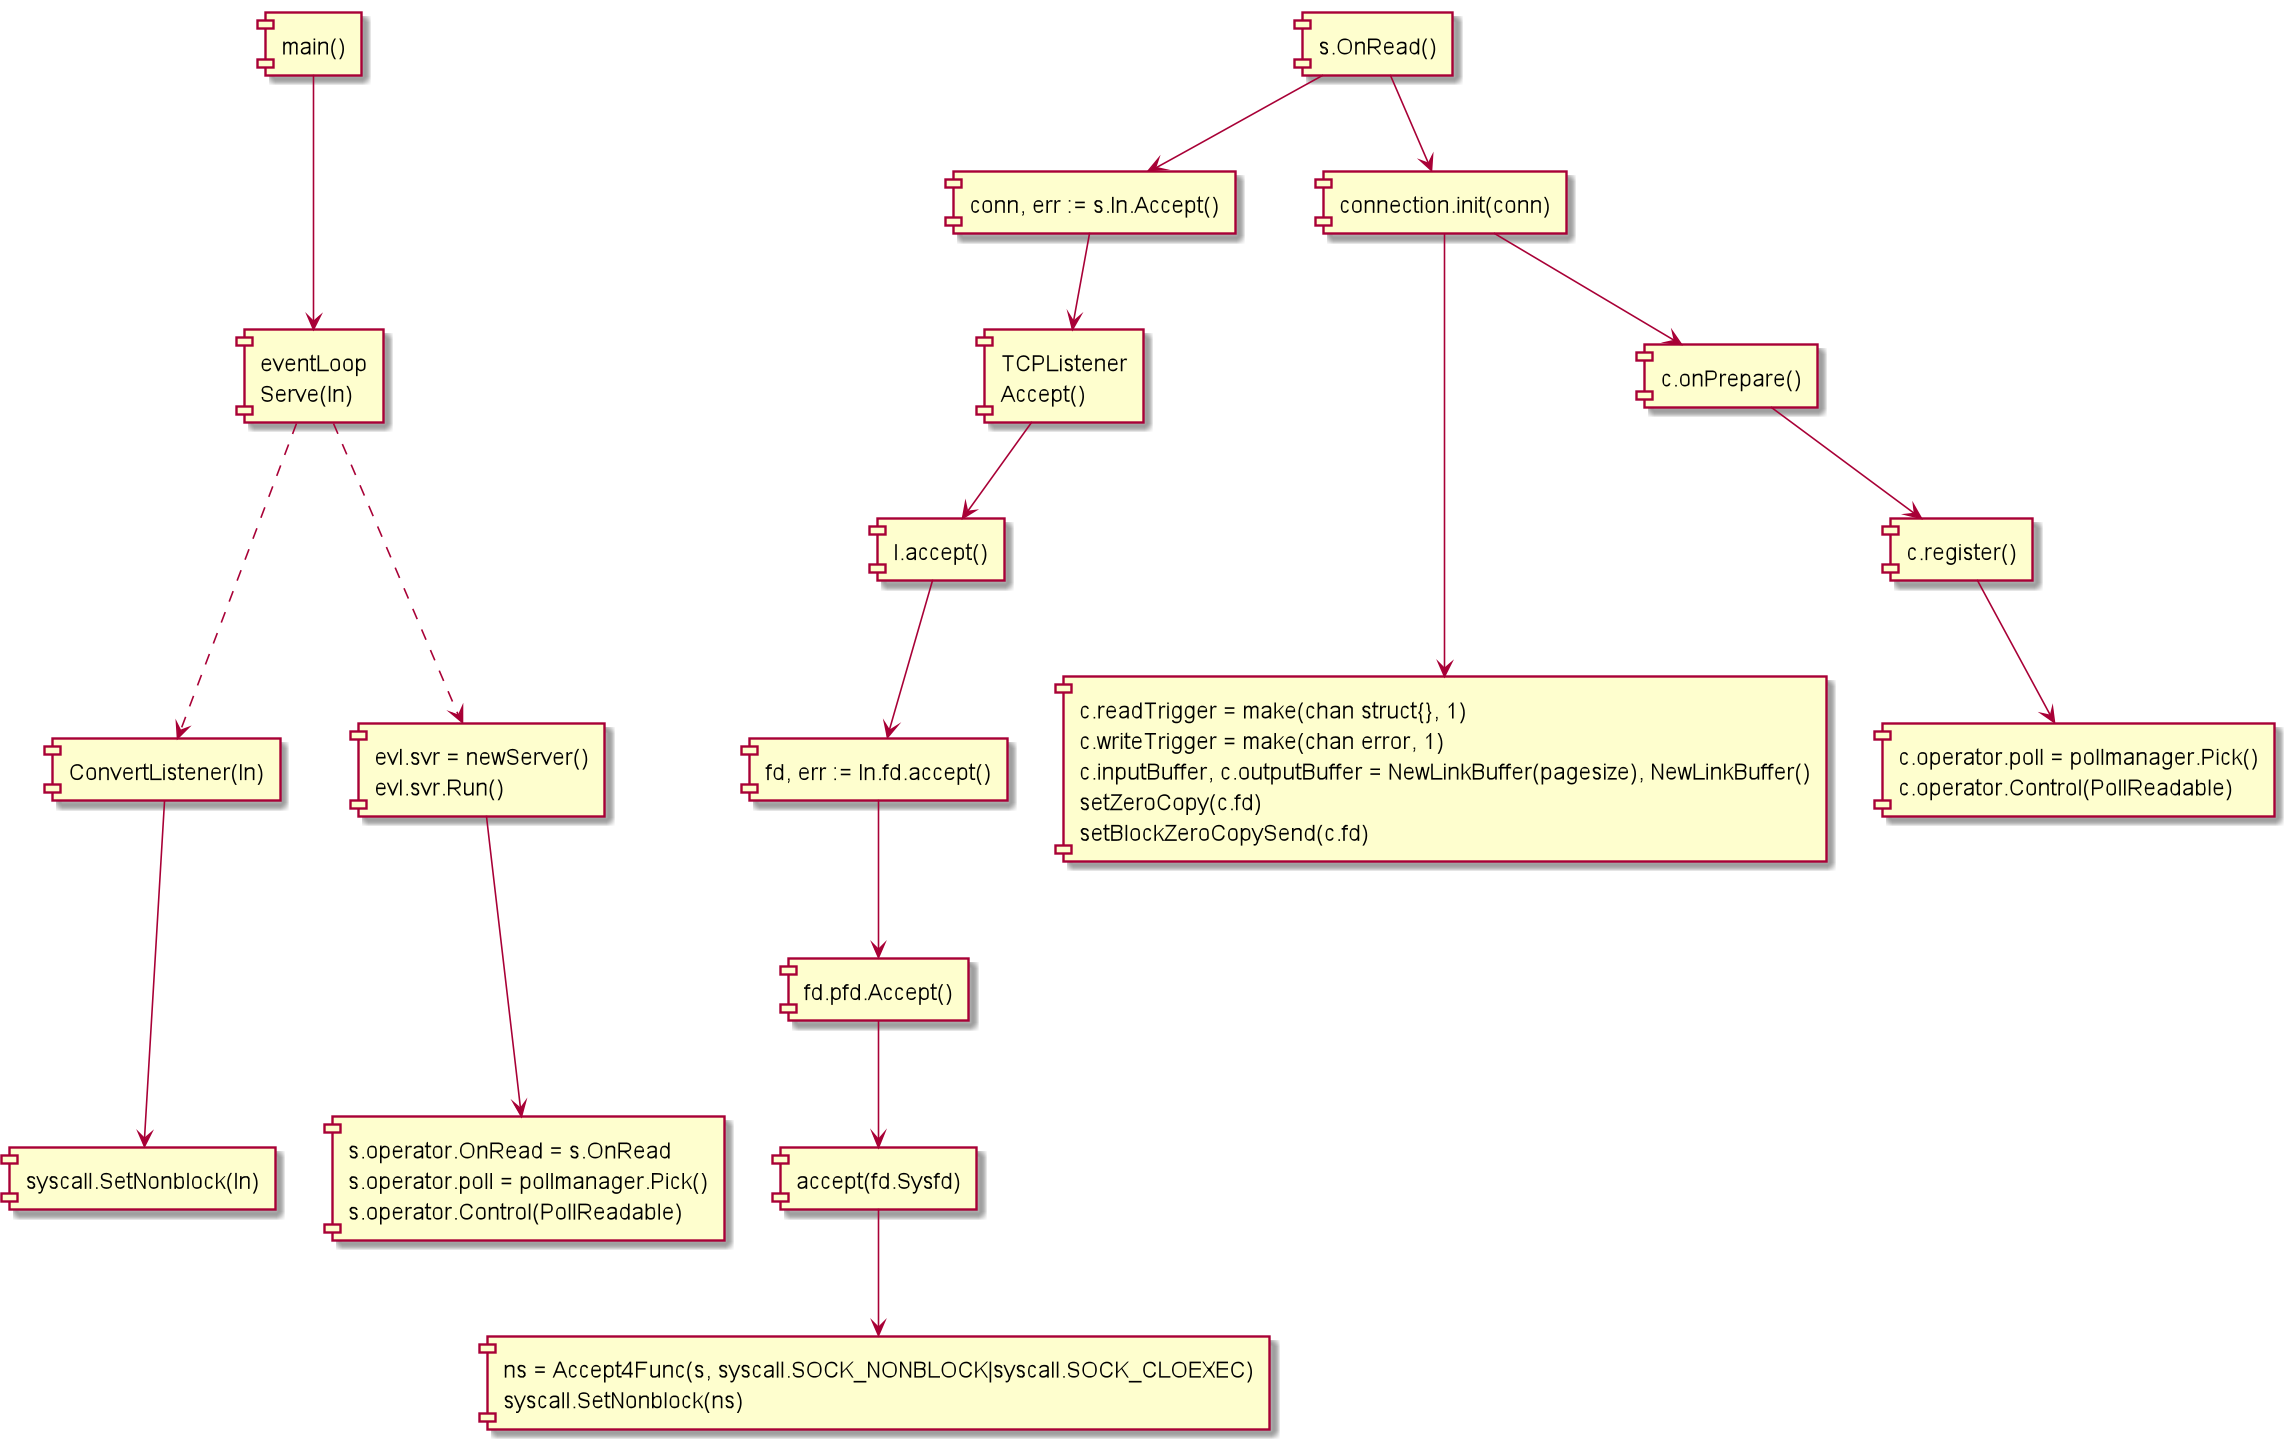 main()
s.OnRead()
conn, err := s.ln.Accept()
connection.init(conn)
eventLoop
Serve(ln)
TCPListener
Accept()
c.onPrepare()
l.accept()
c.register()
ConvertListener(ln)
evl.svr = newServer()
evl.svr.Run()
fd, err := ln.fd.accept()
c.readTrigger = make(chan struct{}, 1)
c.writeTrigger = make(chan error, 1)
c.inputBuffer, c.outputBuffer = NewLinkBuffer(pagesize), NewLinkBuffer()
setZeroCopy(c.fd)
setBlockZeroCopySend(c.fd)
c.operator.poll = pollmanager.Pick()
c.operator.Control(PollReadable)
fd.pfd.Accept()
syscall.SetNonblock(ln)
s.operator.OnRead = s.OnRead
s.operator.poll = pollmanager.Pick()
s.operator.Control(PollReadable)
accept(fd.Sysfd)
ns = Accept4Func(s, syscall.SOCK_NONBLOCK|syscall.SOCK_CLOEXEC)
syscall.SetNonblock(ns)